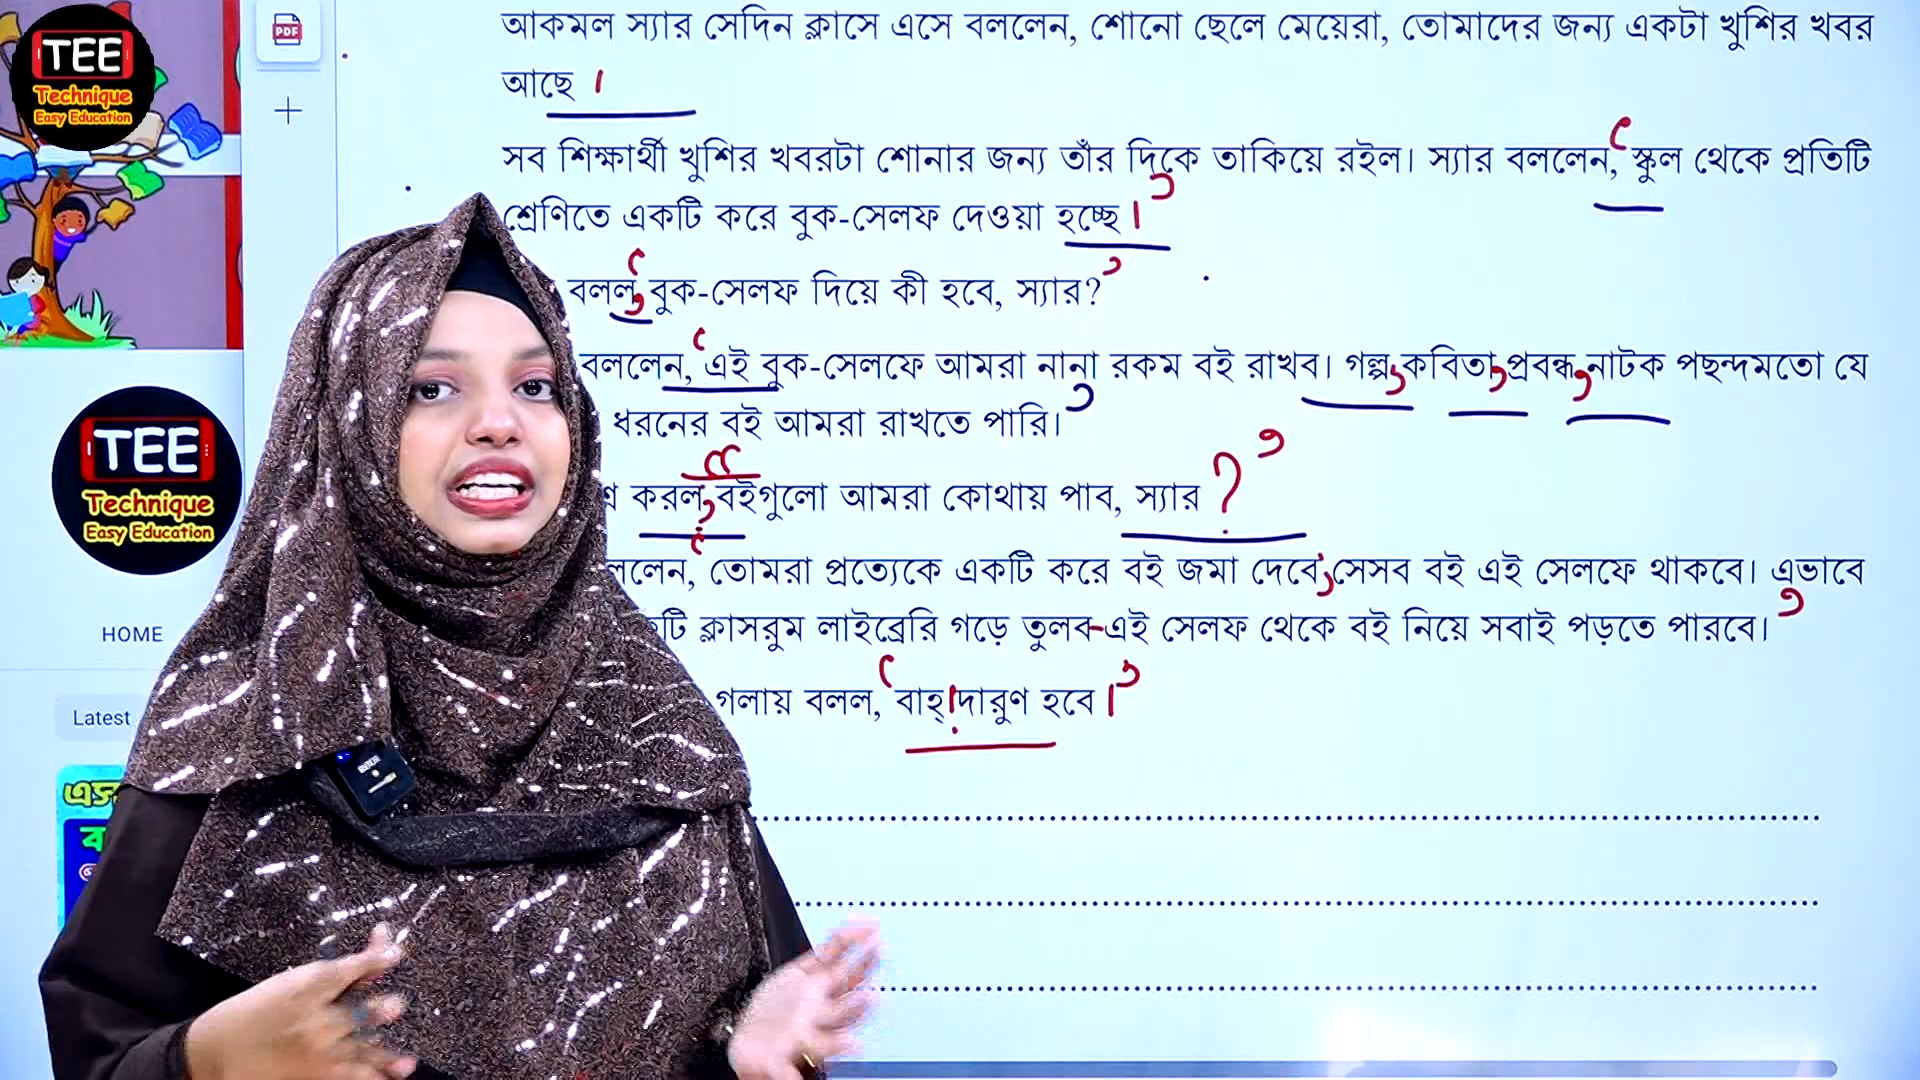 TEE
Technique
Easy Education
PDF
আকমল স্যার সেদিন ক্লাসে এসে বললেন, শোনো ছেলে মেয়েরা, তোমাদের জন্য একটা খুশির খবর
আছে ।
সব শিক্ষার্থী খুশির খবরটা শোনার জন্য তাঁর দিকে তাকিয়ে রইল। স্যার বললেন, ‘স্কুল থেকে প্রতিটি
শ্রেণিতে একটি করে বুক-সেলফ দেওয়া হচ্ছে।’
বলল, ‘বুক-সেলফ দিয়ে কী হবে, স্যার?’
বললেন, ‘এই বুক-সেলফে আমরা নানা রকম বই রাখব। গল্প, কবিতা, প্রবন্ধ, নাটক পছন্দমতো যে
ধরনের বই আমরা রাখতে পারি।’
করল, “বইগুলো আমরা কোথায় পাব, স্যার ?’
ললেন, ‘তোমরা প্রত্যেকে একটি করে বই জমা দেবে; সেসব বই এই সেলফে থাকবে। এভাবে
টি ক্লাসরুম লাইব্রেরি গড়ে তুলব-এই সেলফ থেকে বই নিয়ে সবাই পড়তে পারবে।’
গলায় বলল, ‘বাহ্! দারুণ হবে।’
TEE
Technique
Easy Education
HOME
Latest